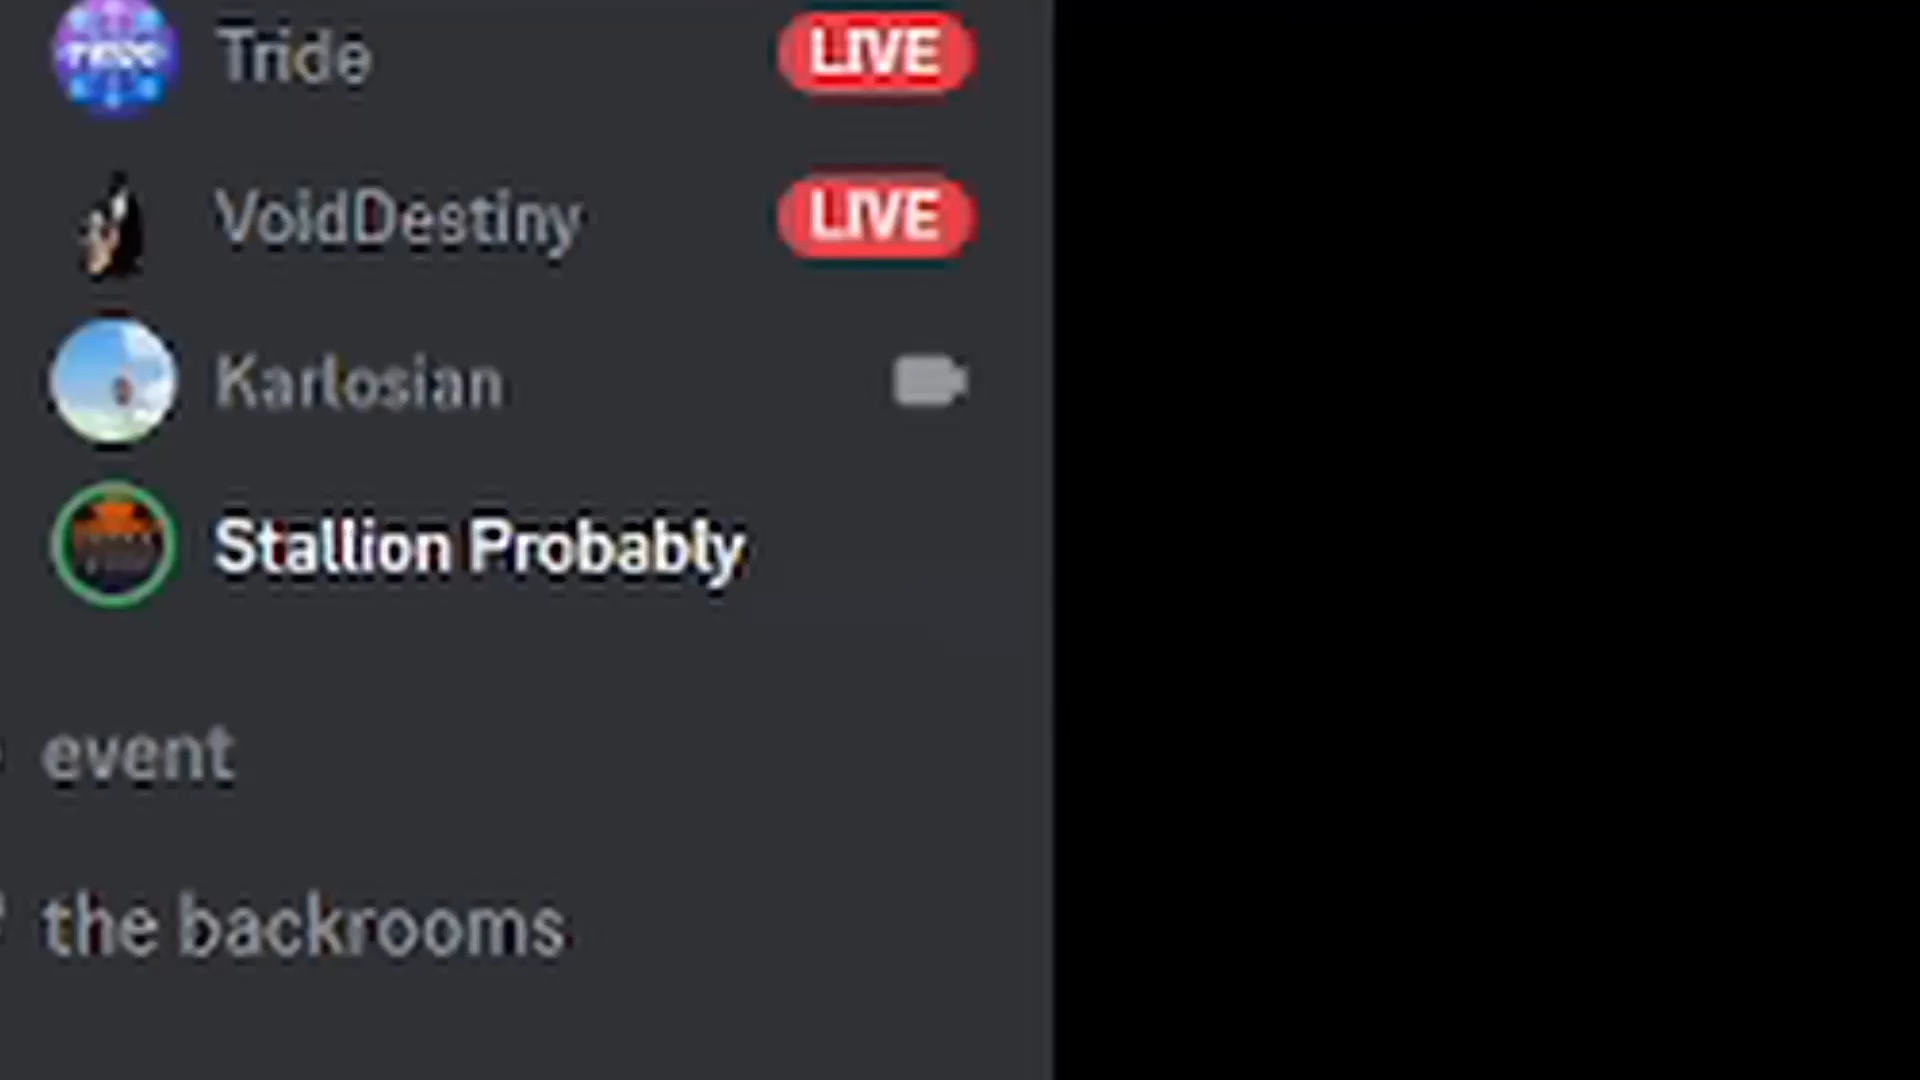 Tride LIVE
VoidDestiny LIVE
Karlosian
Stallion Probably
event
the backrooms